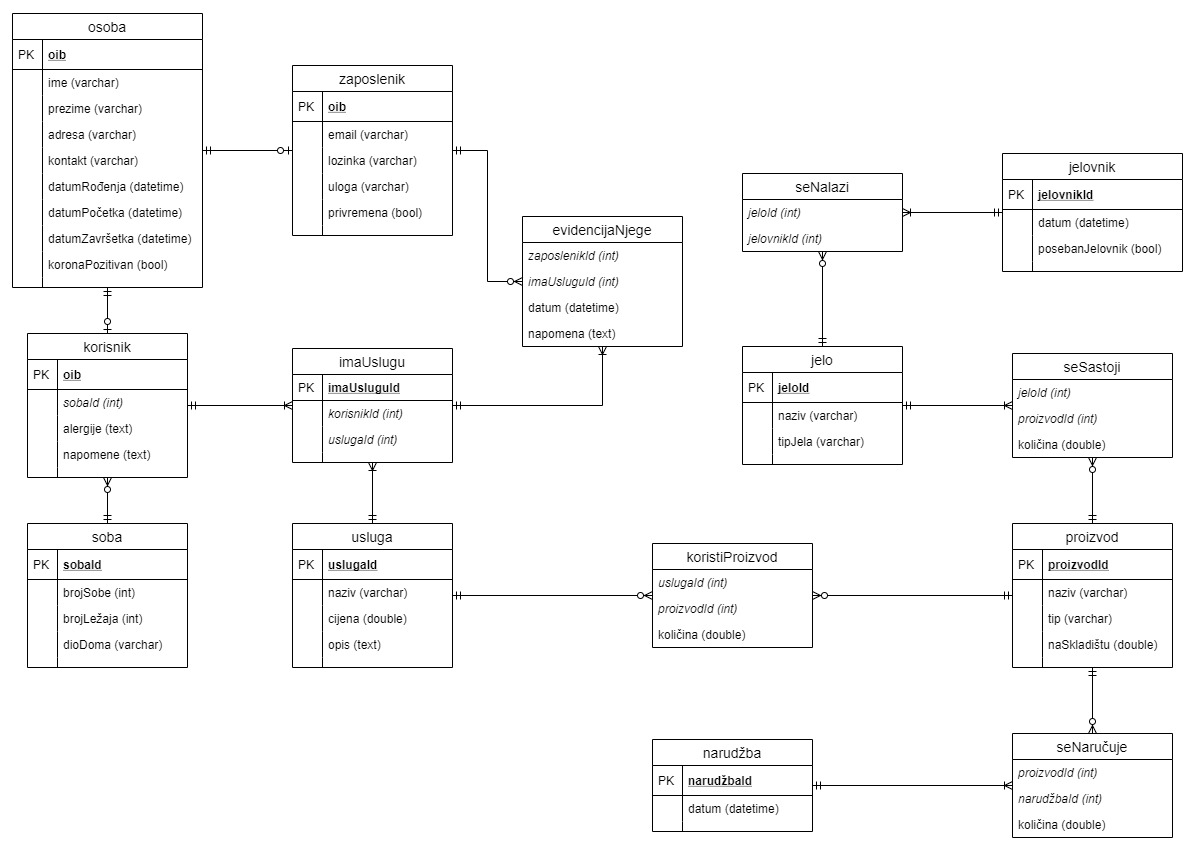 osoba
PK oib
ime (varchar)
prezime (varchar)
adresa (varchar)
kontakt (varchar)
datumRođenja (datetime)
datumPočetka (datetime)
datumZavršetka (datetime)
koronaPozitivan (bool)
zaposlenik
PK oib
email (varchar)
lozinka (varchar)
uloga (varchar)
privremena (bool)
evidencijaNjege
zaposlenikId (int)
imaUsluguId (int)
datum (datetime)
napomena (text)
seNalazi
jeloId (int)
jelovnikId (int)
jelovnik
PK jelovnikId
datum (datetime)
posebanJelovnik (bool)
korisnik
PK oib
sobaId (int)
alergije (text)
napomene (text)
imaUslugu
PK imaUsluguId
korisnikId (int)
uslugaId (int)
jelo
PK jeloId
naziv (varchar)
tipJela (varchar)
seSastoji
jeloId (int)
proizvodId (int)
količina (double)
soba
PK sobaId
brojSobe (int)
brojLežaja (int)
dioDoma (varchar)
usluga
PK uslugaId
naziv (varchar)
cijena (double)
opis (text)
koristiProizvod
uslugaId (int)
proizvodId (int)
količina (double)
proizvod
PK proizvodId
naziv (varchar)
tip (varchar)
naSkladištu (double)
narudžba
PK narudžbaId
datum (datetime)
seNaručuje
proizvodId (int)
narudžbaId (int)
količina (double)